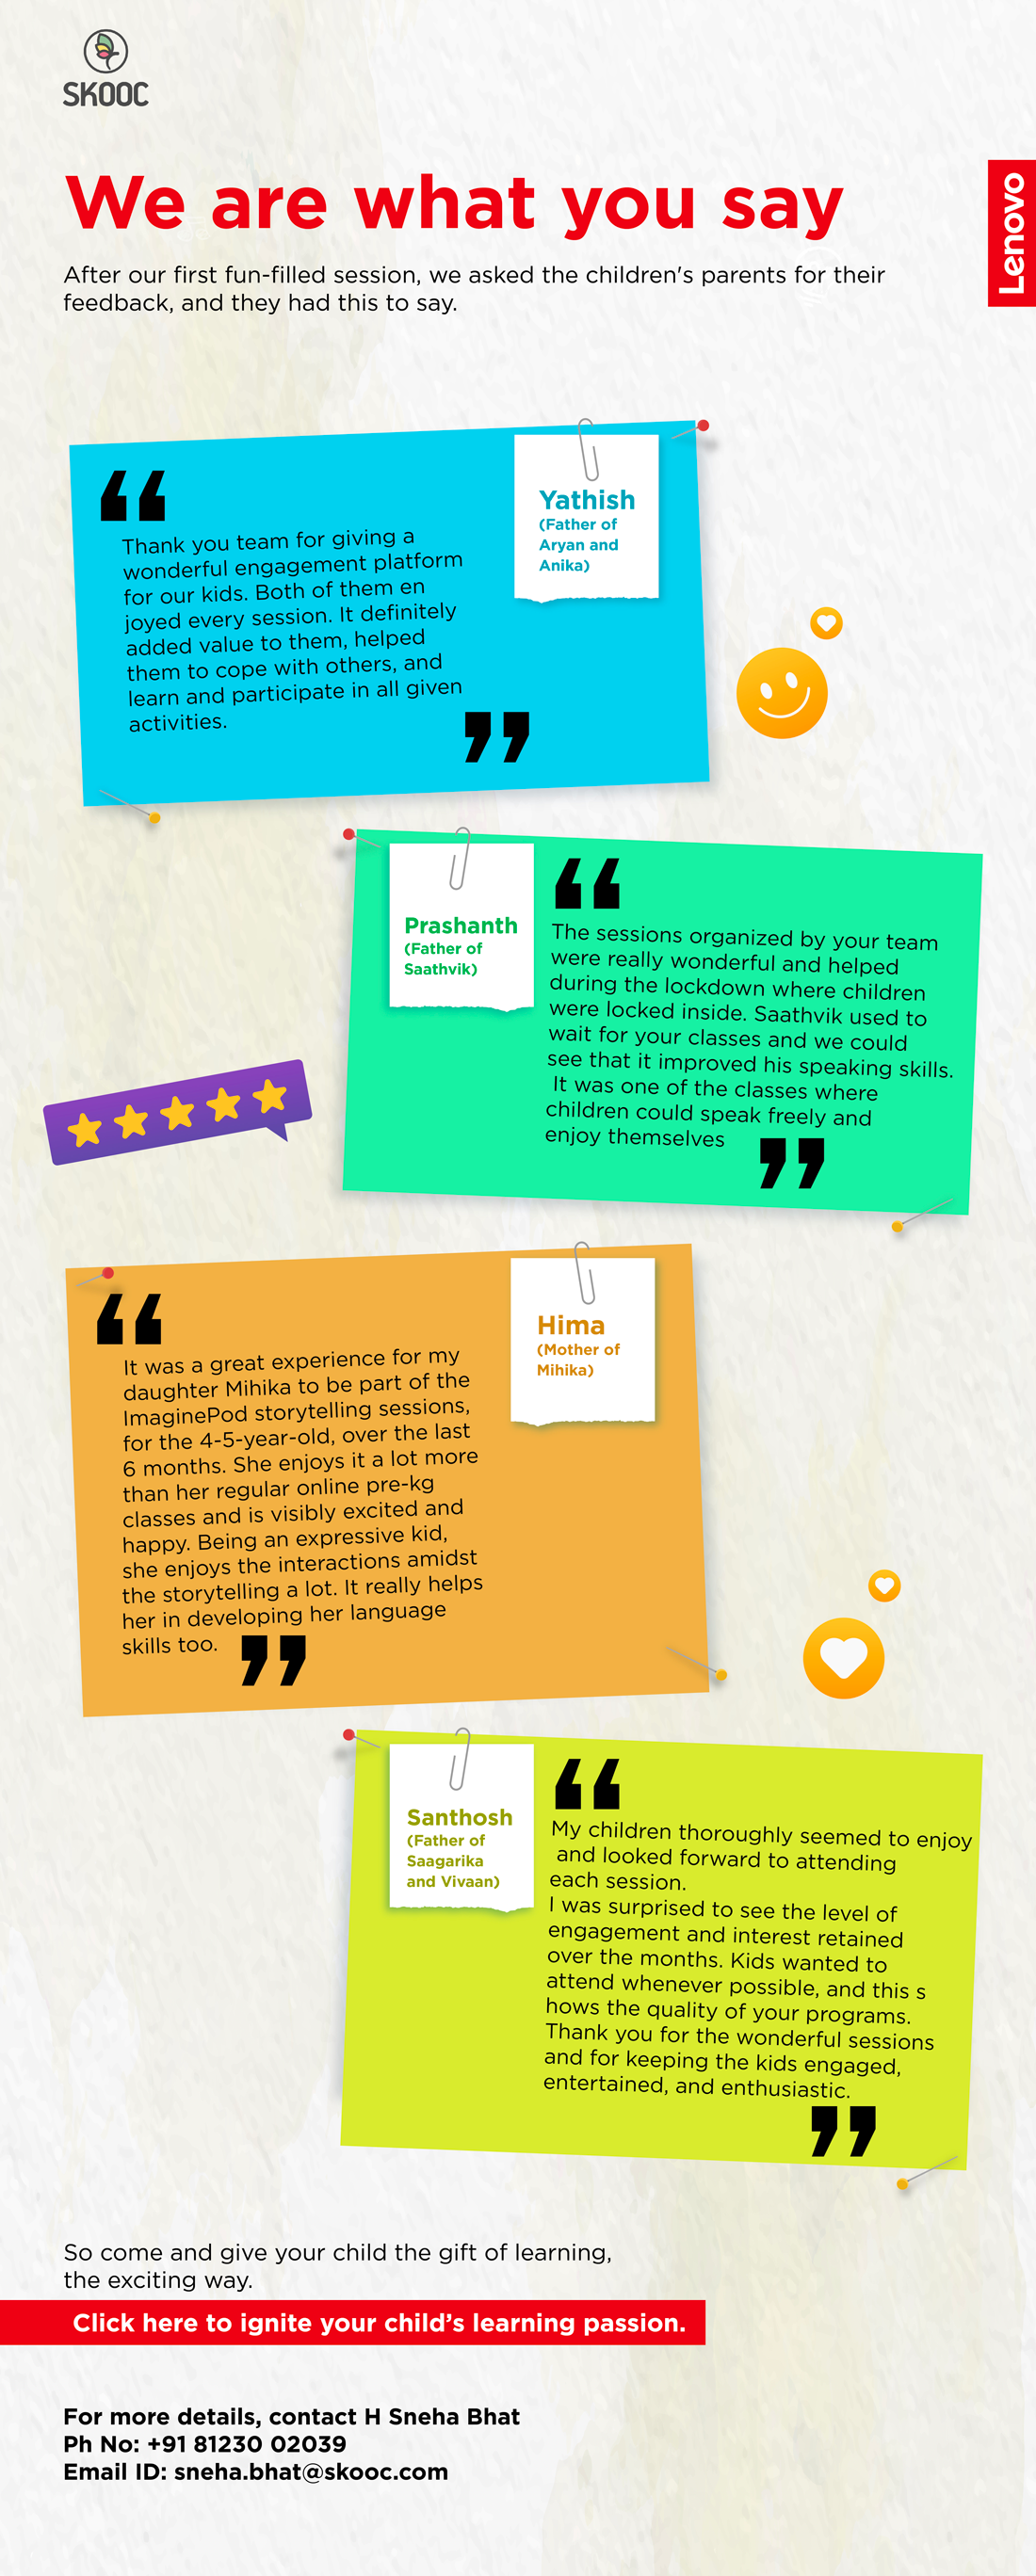 SKOOC
We are what you say
Lenovo
After our first fun-filled session, we asked the children's parents for their
feedback, and they had this to say.
“
Thank you team for giving a
wonderful engagement platform
for our kids. Both of them en
joyed every session. It definitely
added value to them, helped
them to cope with others, and
learn and participate in all given
activities.
”
Yathish
(Father of
Aryan and
Anika)
Prashanth
(Father of
Saathvik)
“
The sessions organized by your team
were really wonderful and helped
during the lockdown where children
were locked inside. Saathvik used to
wait for your classes and we could
see that it improved his speaking skills.
It was one of the classes where
children could speak freely and
enjoy themselves
”
“
It was a great experience for my
daughter Mihika to be part of the
ImaginePod storytelling sessions,
for the 4-5-year-old, over the last
6 months. She enjoys it a lot more
than her regular online pre-kg
classes and is visibly excited and
happy. Being an expressive kid,
she enjoys the interactions amidst
the storytelling a lot. It really helps
her in developing her language
skills too.
”
Hima
(Mother of
Mihika)
Santhosh
(Father of
Saagarika
and Vivaan)
“
My children thoroughly seemed to enjoy
and looked forward to attending
each session.
I was surprised to see the level of
engagement and interest retained
over the months. Kids wanted to
attend whenever possible, and this s
hows the quality of your programs.
Thank you for the wonderful sessions
and for keeping the kids engaged,
entertained, and enthusiastic.
”
So come and give your child the gift of learning,
the exciting way.
Click here to ignite your child’s learning passion.
For more details, contact H Sneha Bhat
Ph No: +91 81230 02039
Email ID: sneha.bhat@skooc.com